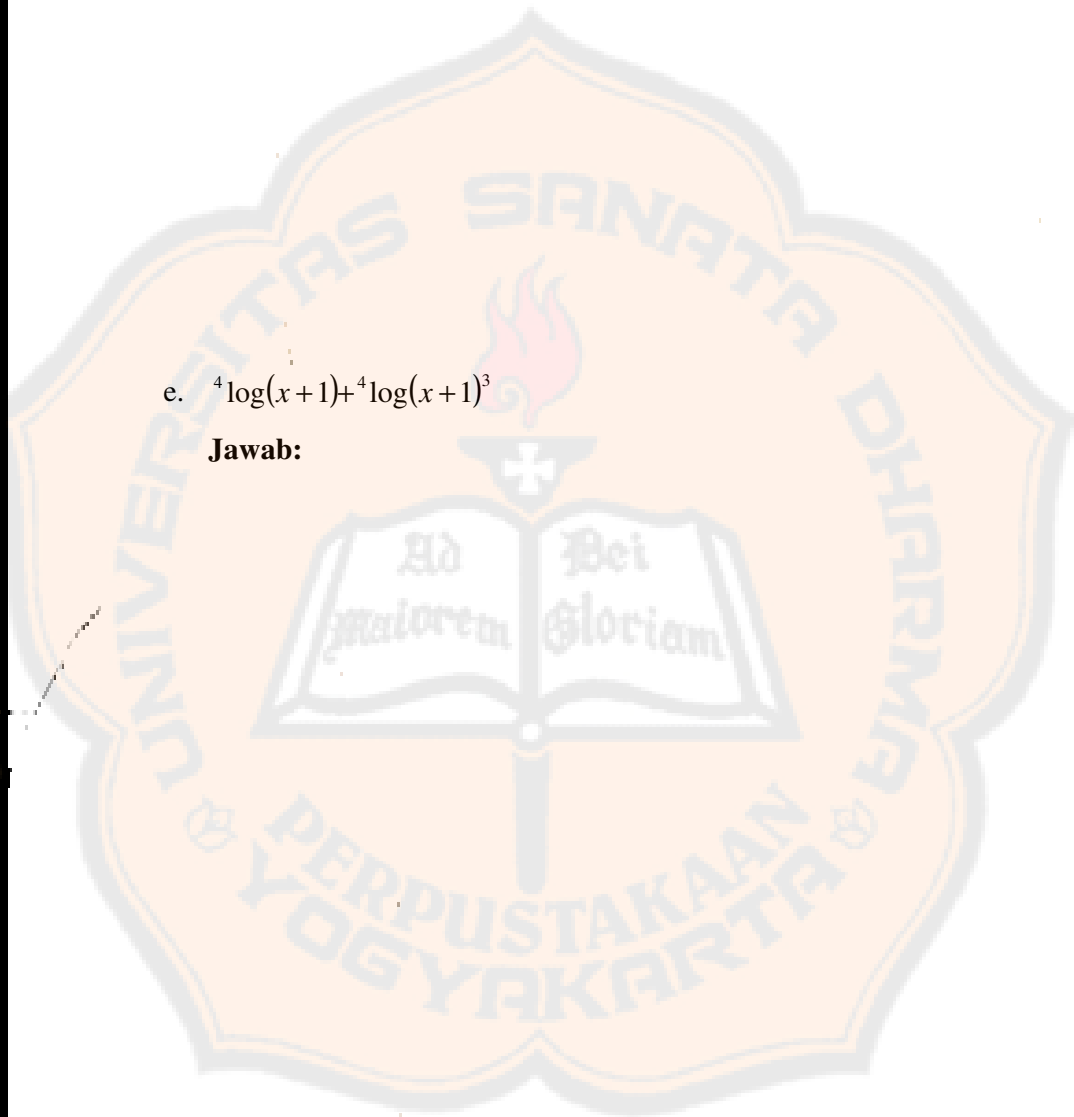 e. ⁴log(x+1)+⁴log(x+1)³
Jawab:
UNIVERSITAS SANATA DHARMA
Ad Maiorem
Dei Gloriam
PERPUSTAKAAN
YOGYAKARTA